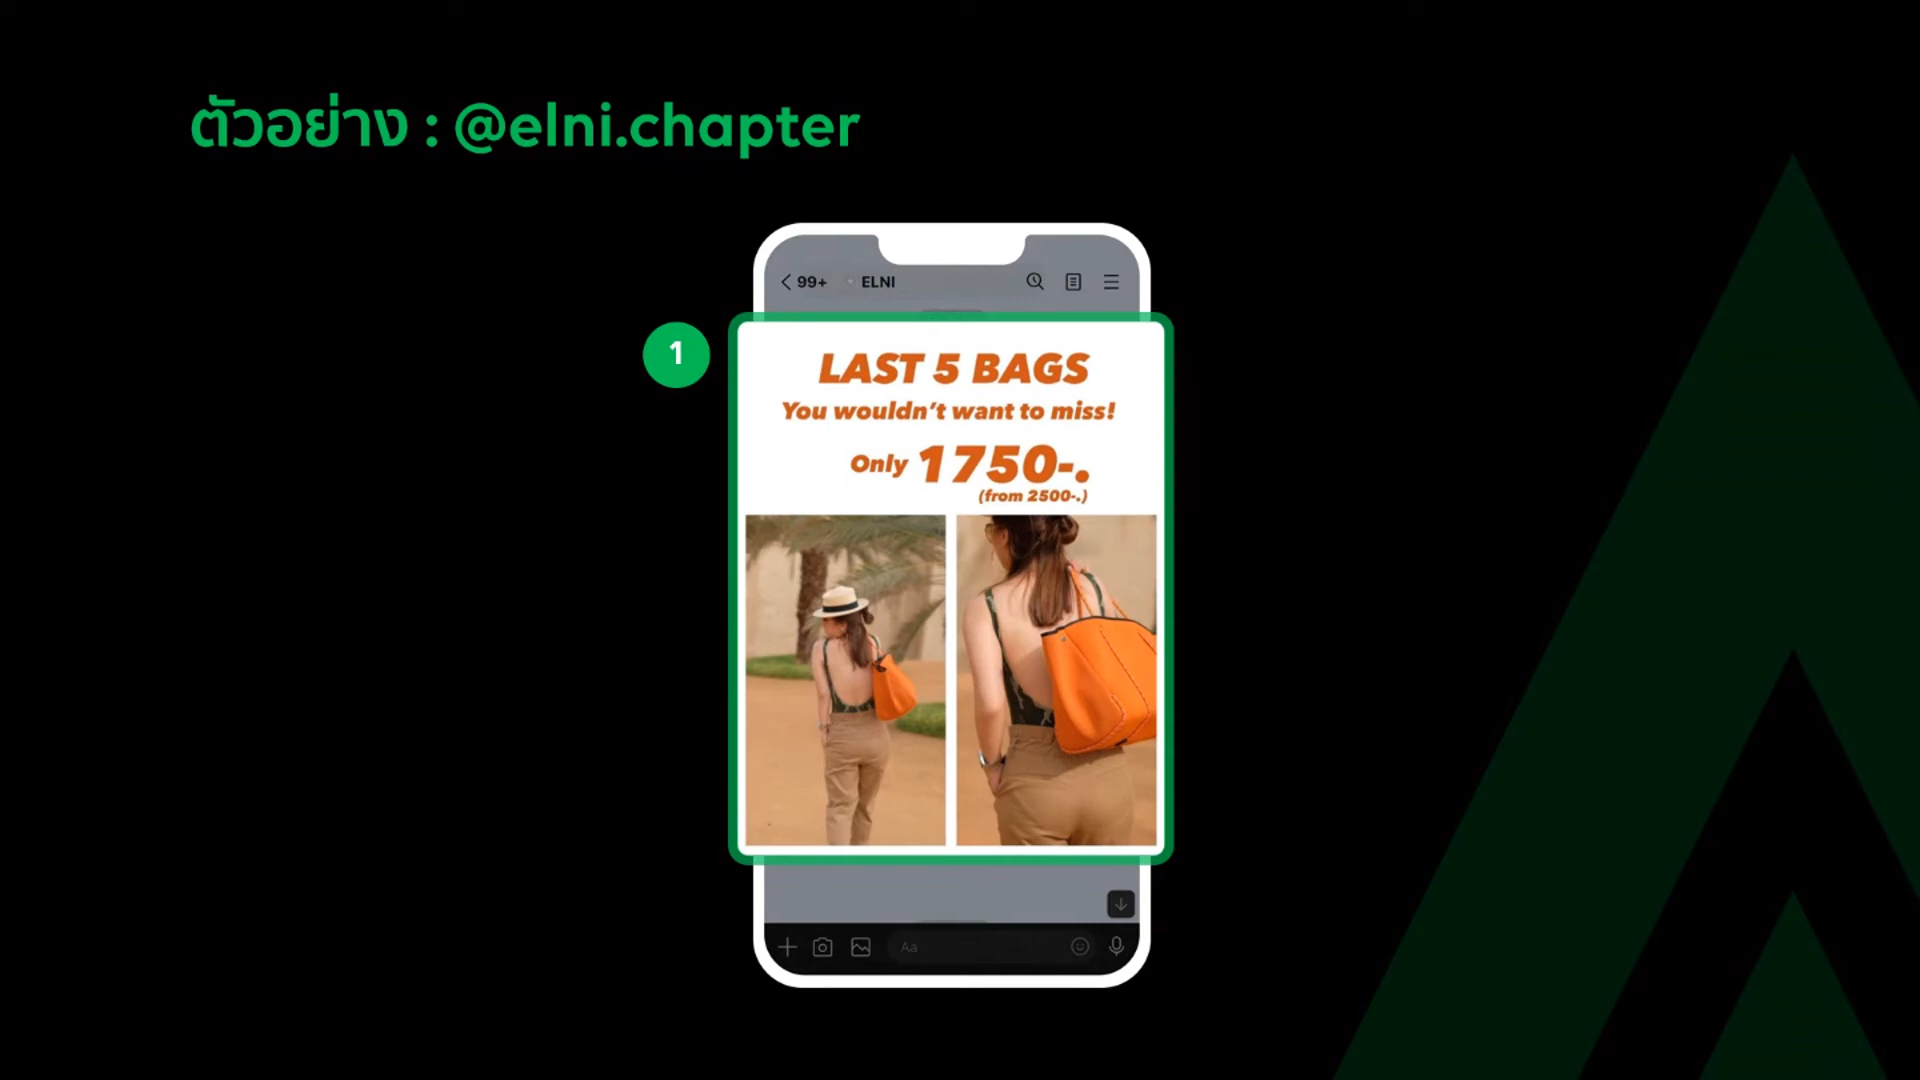 ตัวอย่าง : @elni.chapter
99+ ELNI
1
LAST 5 BAGS
You wouldn't want to miss!
Only 1750-.
(from 2500-.)
Aa